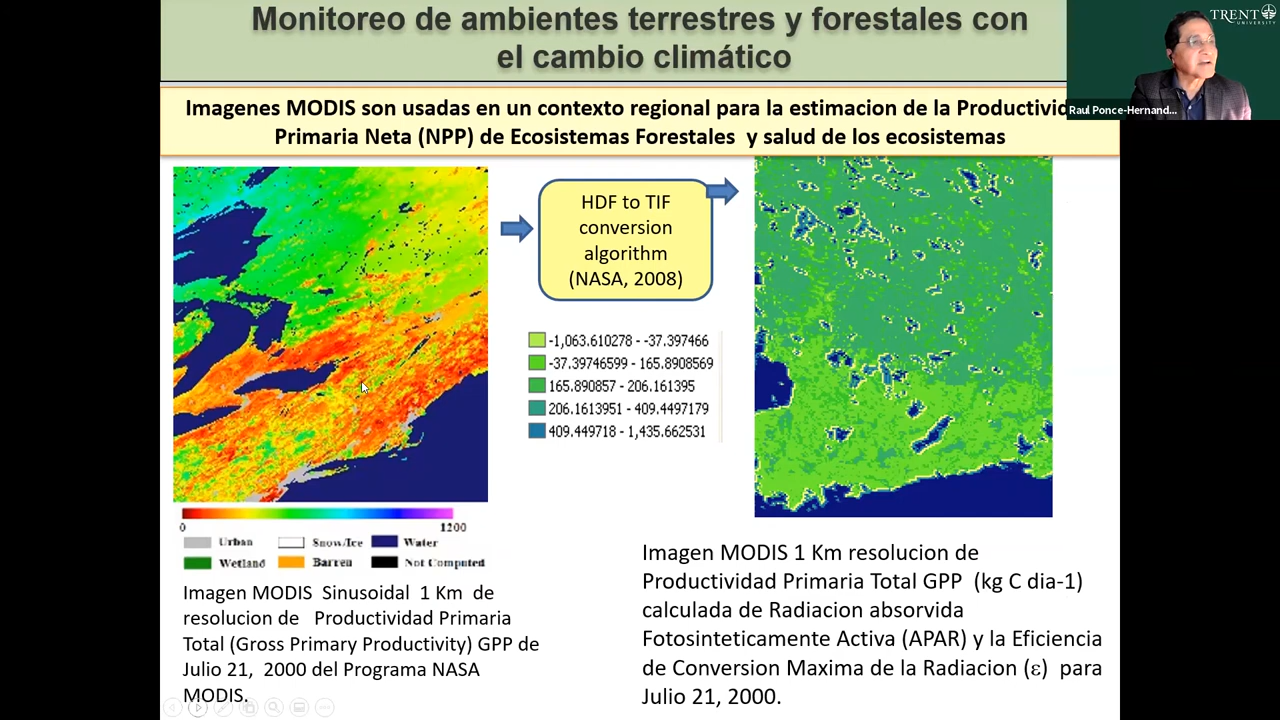 Monitoreo de ambientes terrestres y forestales con
el cambio climático
TRENT
UNIVERSITY
Raul Ponce-Hernand...
Imagenes MODIS son usadas en un contexto regional para la estimacion de la Productivid
Primaria Neta (NPP) de Ecosistemas Forestales y salud de los ecosistemas
HDF to TIF
conversion
algorithm
(NASA, 2008)
-1,063.610278 - -37.397466
-37.39746599 - 165.8908569
165.890857 - 206.161395
206.1613951 - 409.4497179
409.449718 - 1,435.662531
0 1200
Urban Snow/Ice Water
Wetland Barren Not Computed
Imagen MODIS Sinusoidal 1 Km de
resolucion de Productividad Primaria
Total (Gross Primary Productivity) GPP de
Julio 21, 2000 del Programa NASA
MODIS.
Imagen MODIS 1 Km resolucion de
Productividad Primaria Total GPP (kg C dia-1)
calculada de Radiacion absorvida
Fotosinteticamente Activa (APAR) y la Eficiencia
de Conversion Maxima de la Radiacion (ε) para
Julio 21, 2000.